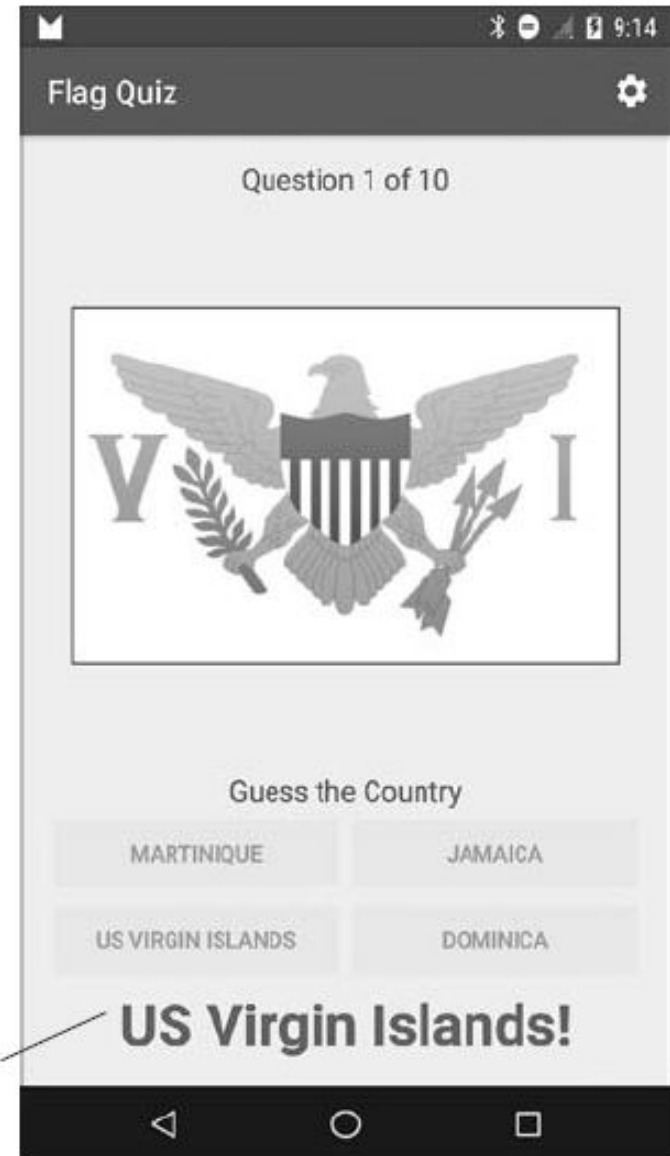 9:14
Flag Quiz
Question 1 of 10
V I
Guess the Country
MARTINIQUE JAMAICA
US VIRGIN ISLANDS DOMINICA
US Virgin Islands!